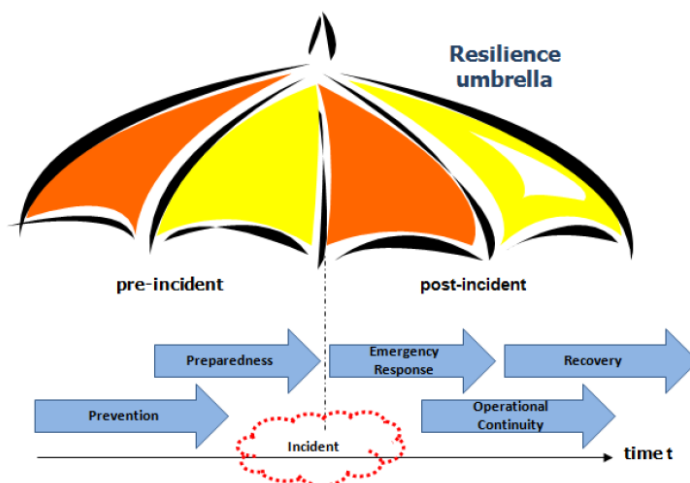 Resilience
umbrella
pre-incident
post-incident
Preparedness
Emergency
Response
Recovery
Prevention
Operational
Continuity
Incident
time t